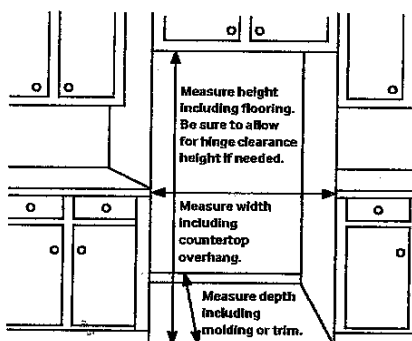 Measure height
including flooring.
Be sure to allow
for hinge clearance
height if needed.
Measure width
including
countertop
overhang.
Measure depth
including
molding or trim.